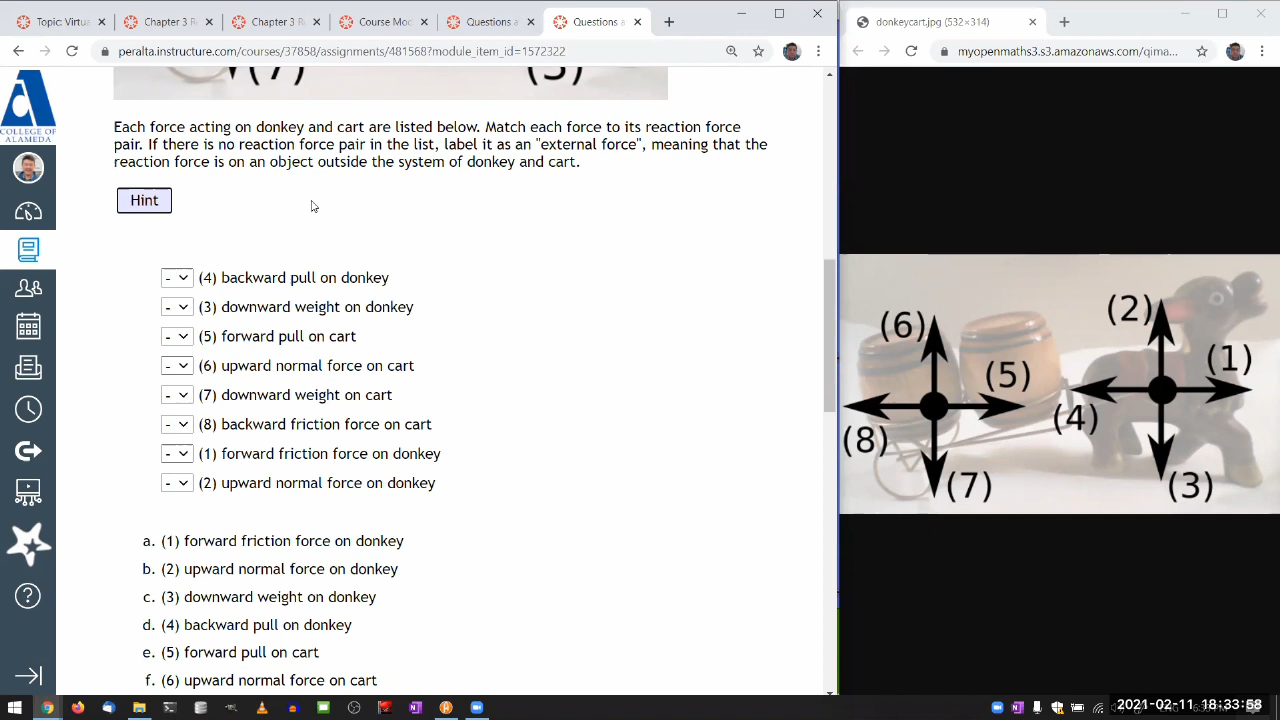 Topic: Virtua
Chapter 3 R
Chapter 3 R
Course Mod
Questions a
Questions a
donkeycart.jpg (532×314)
peralta.instructure.com/courses/37858/assignments/481568?module_item_id=1572322
myopenmaths3.s3.amazonaws.com/qima...
COLLEGE OF
ALAMEDA
(7)
(3)
Each force acting on donkey and cart are listed below. Match each force to its reaction force
pair. If there is no reaction force pair in the list, label it as an "external force", meaning that the
reaction force is on an object outside the system of donkey and cart.
Hint
- (4) backward pull on donkey
- (3) downward weight on donkey
- (5) forward pull on cart
- (6) upward normal force on cart
- (7) downward weight on cart
- (8) backward friction force on cart
- (1) forward friction force on donkey
- (2) upward normal force on donkey
a. (1) forward friction force on donkey
b. (2) upward normal force on donkey
c. (3) downward weight on donkey
d. (4) backward pull on donkey
e. (5) forward pull on cart
f. (6) upward normal force on cart
(6)
(2)
(5)
(1)
(8)
(4)
(7)
(3)
2021-02-11 18:33:58